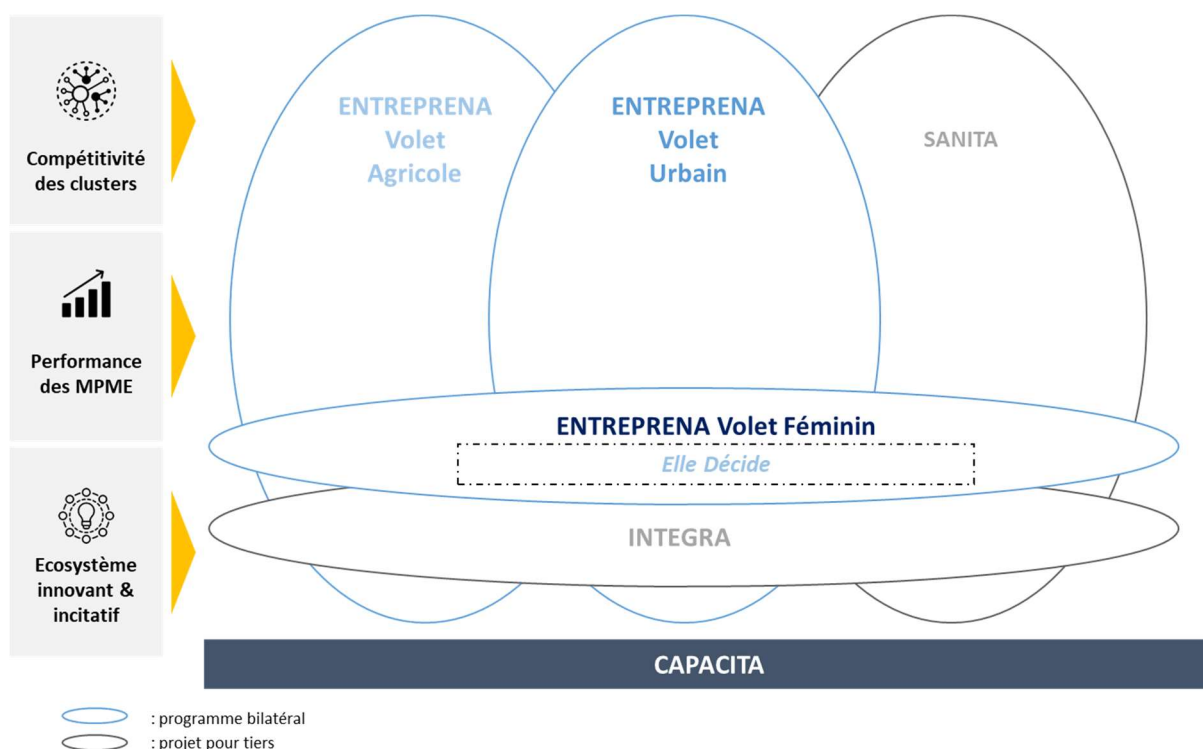 Compétitivité
des clusters
Performance
des MPME
Ecosystème
innovant &
incitatif
ENTREPRENA
Volet
Agricole
ENTREPRENA
Volet
Urbain
SANITA
ENTREPRENA Volet Féminin
Elle Décide
INTEGRA
CAPACITA
: programme bilatéral
: projet pour tiers